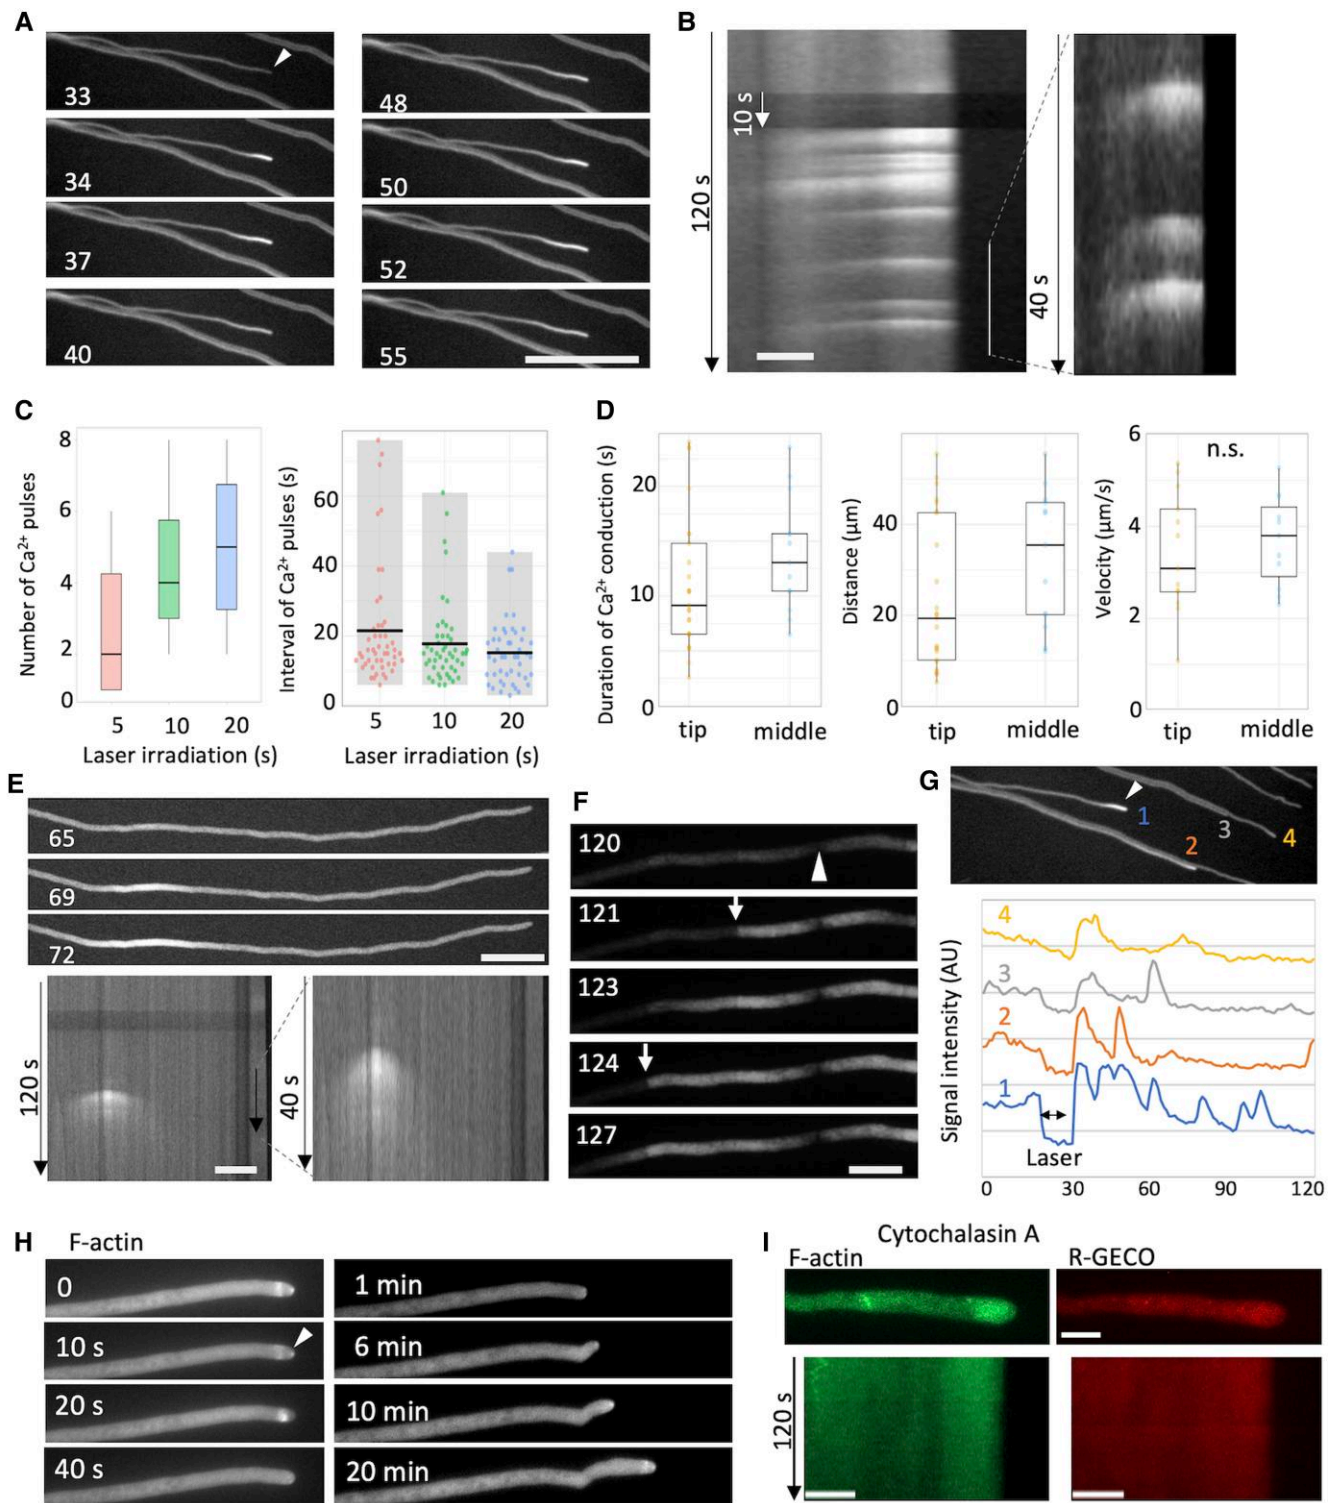 A
33
34
37
40
48
50
52
55
B
120 s
10 s
40 s
C
Number of Ca²⁺ pulses
8
6
4
2
0
5 10 20
Laser irradiation (s)
Interval of Ca²⁺ pulses (s)
60
40
20
0
5 10 20
Laser irradiation (s)
D
Duration of Ca²⁺ conduction (s)
20
10
0
tip middle
Distance (μm)
40
20
0
tip middle
Velocity (μm/s)
6
4
2
0
n.s.
tip middle
E
65
69
72
120 s
40 s
F
120
121
123
124
127
G
1
2
3
4
Signal intensity (AU)
4
3
2
1
Laser
0 30 60 90 120
H
F-actin
0
10 s
20 s
40 s
1 min
6 min
10 min
20 min
I
Cytochalasin A
F-actin R-GECO
120 s